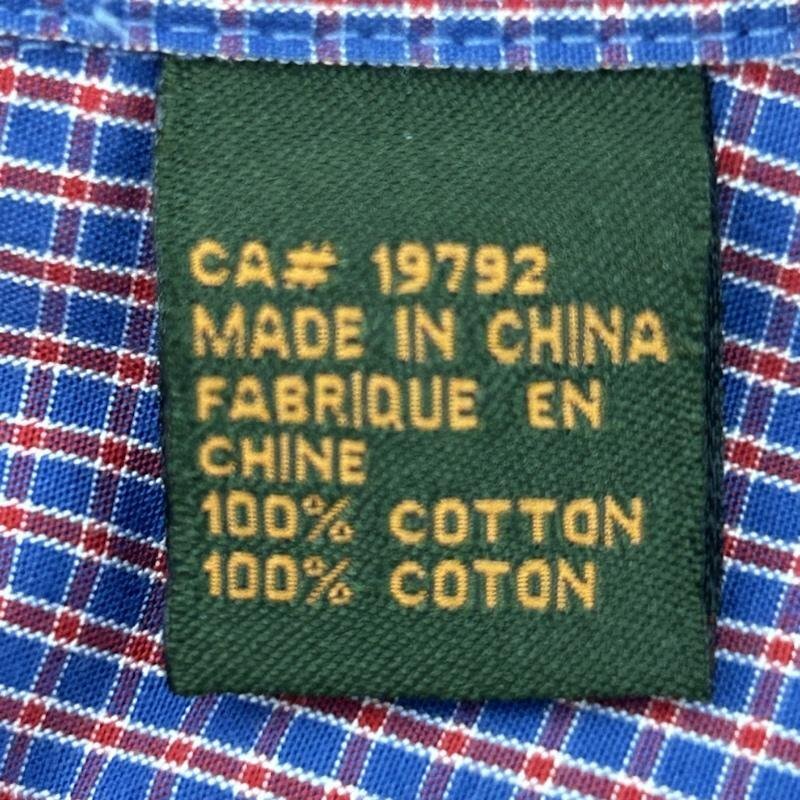 CA# 19792
MADE IN CHINA
FABRIQUE EN
CHINE
100% COTTON
100% COTON